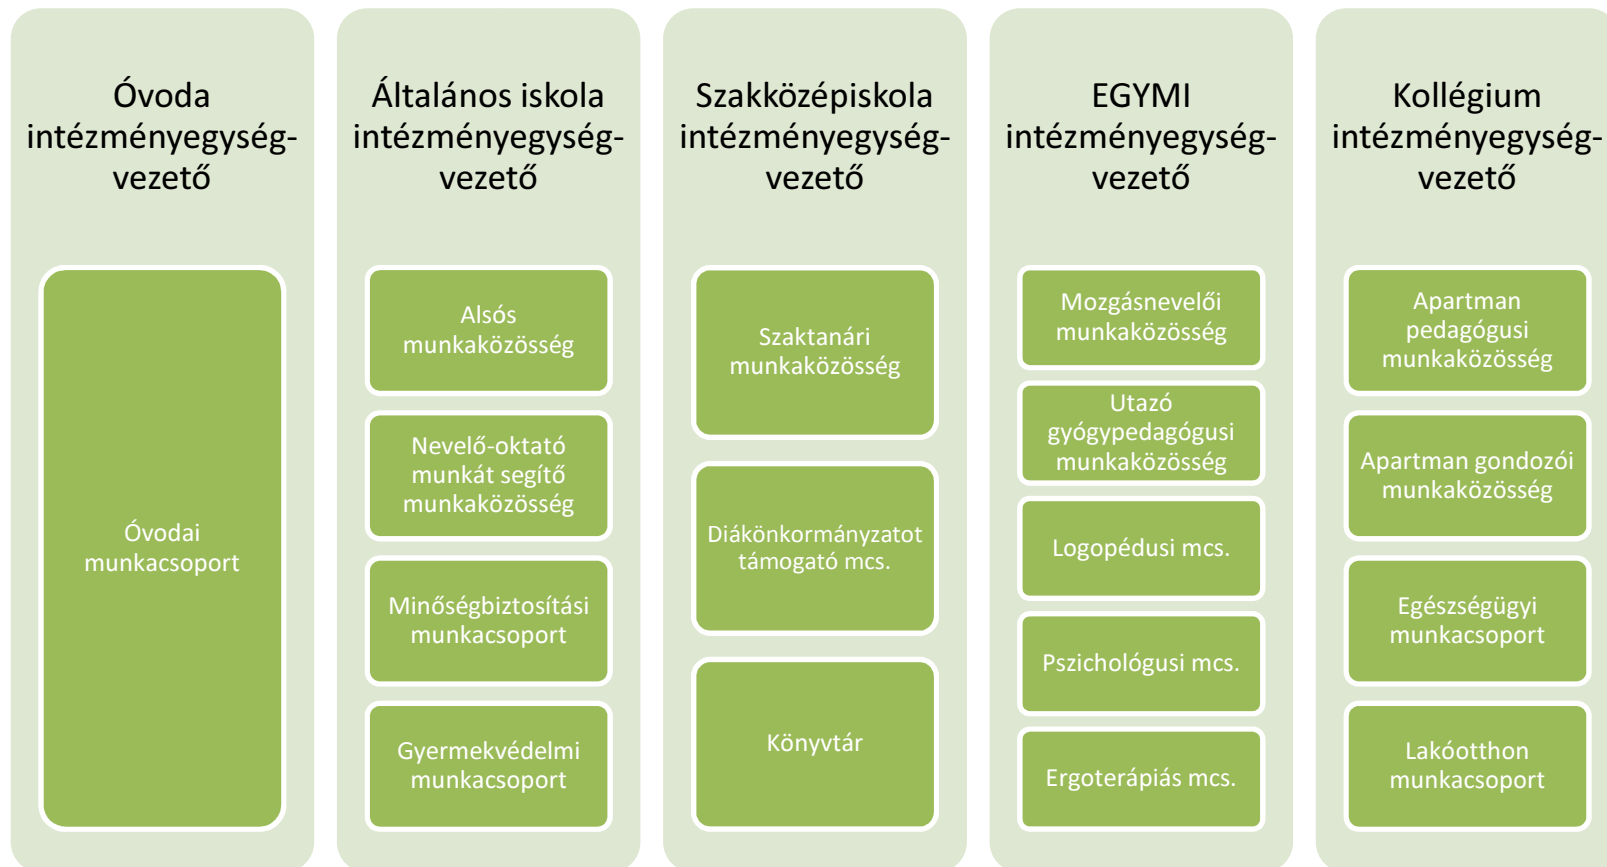 Óvoda
intézményegység-
vezető
Óvodai
munkacsoport
Általános iskola
intézményegység-
vezető
Alsós
munkaközösség
Nevelő-oktató
munkát segítő
munkaközösség
Minőségbiztosítási
munkacsoport
Gyermekvédelmi
munkacsoport
Szakközépiskola
intézményegység-
vezető
Szaktanári
munkaközösség
Diákönkormányzatot
támogató mcs.
Könyvtár
EGYMI
intézményegység-
vezető
Mozgásnevelői
munkaközösség
Utazó
gyógypedagógusi
munkaközösség
Logopédusi mcs.
Pszichológusi mcs.
Ergoterápiás mcs.
Kollégium
intézményegység-
vezető
Apartman
pedagógusi
munkaközösség
Apartman gondozói
munkaközösség
Egészségügyi
munkacsoport
Lakóotthon
munkacsoport